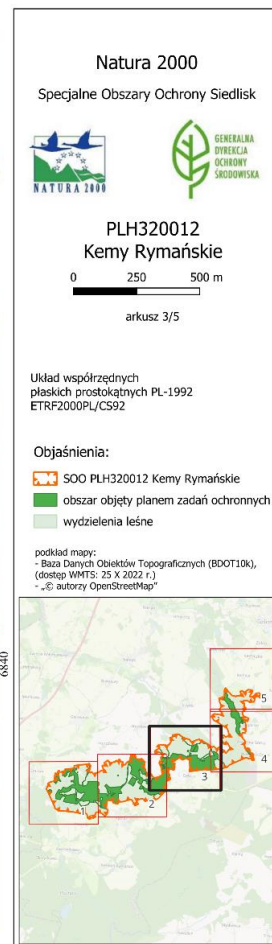 Natura 2000
Specjalne Obszary Ochrony Siedlisk
NATURA 2000
GENERALNA
DYREKCJA
OCHRONY
ŚRODOWISKA
PLH320012
Kemy Rymańskie
0 250 500 m
arkusz 3/5
Układ współrzędnych
płaskich prostokątnych PL-1992
ETRF2000PL/CS92
Objaśnienia:
SOO PLH320012 Kemy Rymańskie
obszar objęty planem zadań ochronnych
wydzielenia leśne
podkład mapy:
- Baza Danych Obiektów Topograficznych (BDOT10k),
(dostęp WMTS: 25 X 2022 r.)
- „© autorzy OpenStreetMap"
6840
5
4
3
2
1